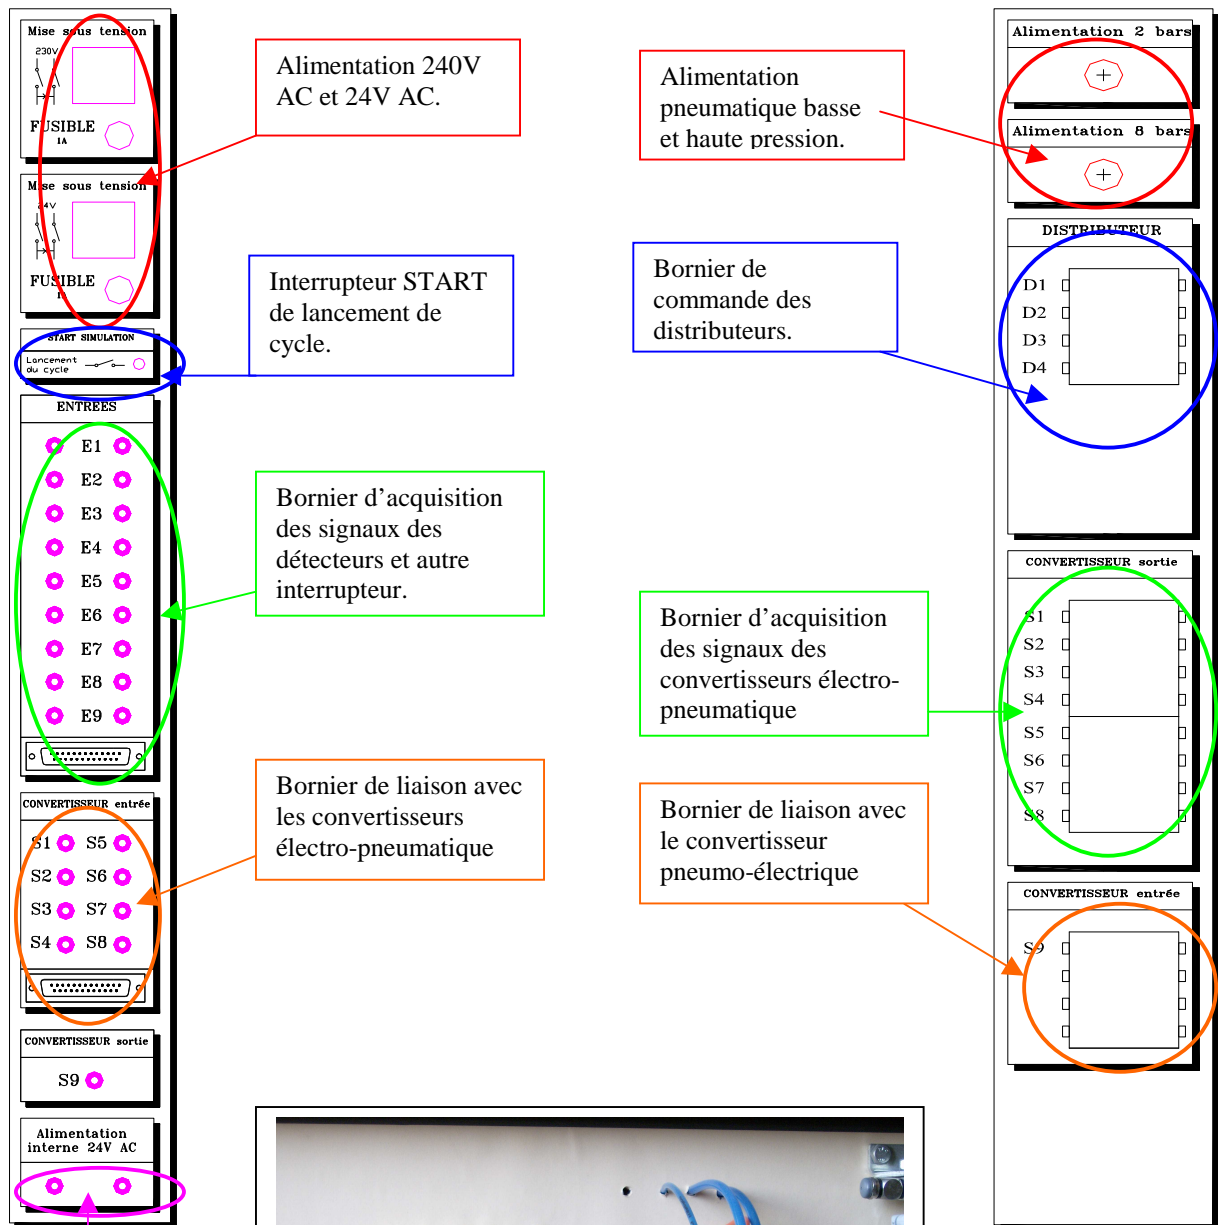 Mise sous tension
230V
FUSIBLE
1A
Mise sous tension
24V
FUSIBLE
START SIMULATION
Lancement
du cycle
ENTREES
E1
E2
E3
E4
E5
E6
E7
E8
E9
CONVERTISSEUR entrée
S1 S5
S2 S6
S3 S7
S4 S8
CONVERTISSEUR sortie
S9
Alimentation
interne 24V AC
Alimentation 240V
AC et 24V AC.
Interrupteur START
de lancement de
cycle.
Bornier d’acquisition
des signaux des
détecteurs et autre
interrupteur.
Bornier de liaison avec
les convertisseurs
électro-pneumatique
Alimentation
pneumatique basse
et haute pression.
Bornier de
commande des
distributeurs.
Bornier d’acquisition
des signaux des
convertisseurs électro-
pneumatique
Bornier de liaison avec
le convertisseur
pneumo-électrique
Alimentation 2 bars
Alimentation 8 bars
DISTRIBUTEUR
D1
D2
D3
D4
CONVERTISSEUR sortie
S1
S2
S3
S4
S5
S6
S7
S8
CONVERTISSEUR entrée
S9